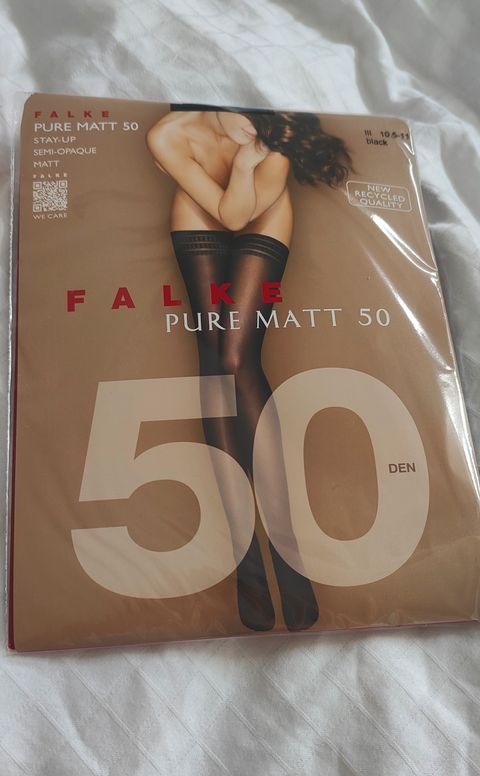 FALKE
PURE MATT 50
STAY-UP
SEMI-OPAQUE
MATT
FALKE
WE CARE
III 10.5-11
black
NEW
RECYCLED
QUALITY
FALKE
PURE MATT 50
50
DEN